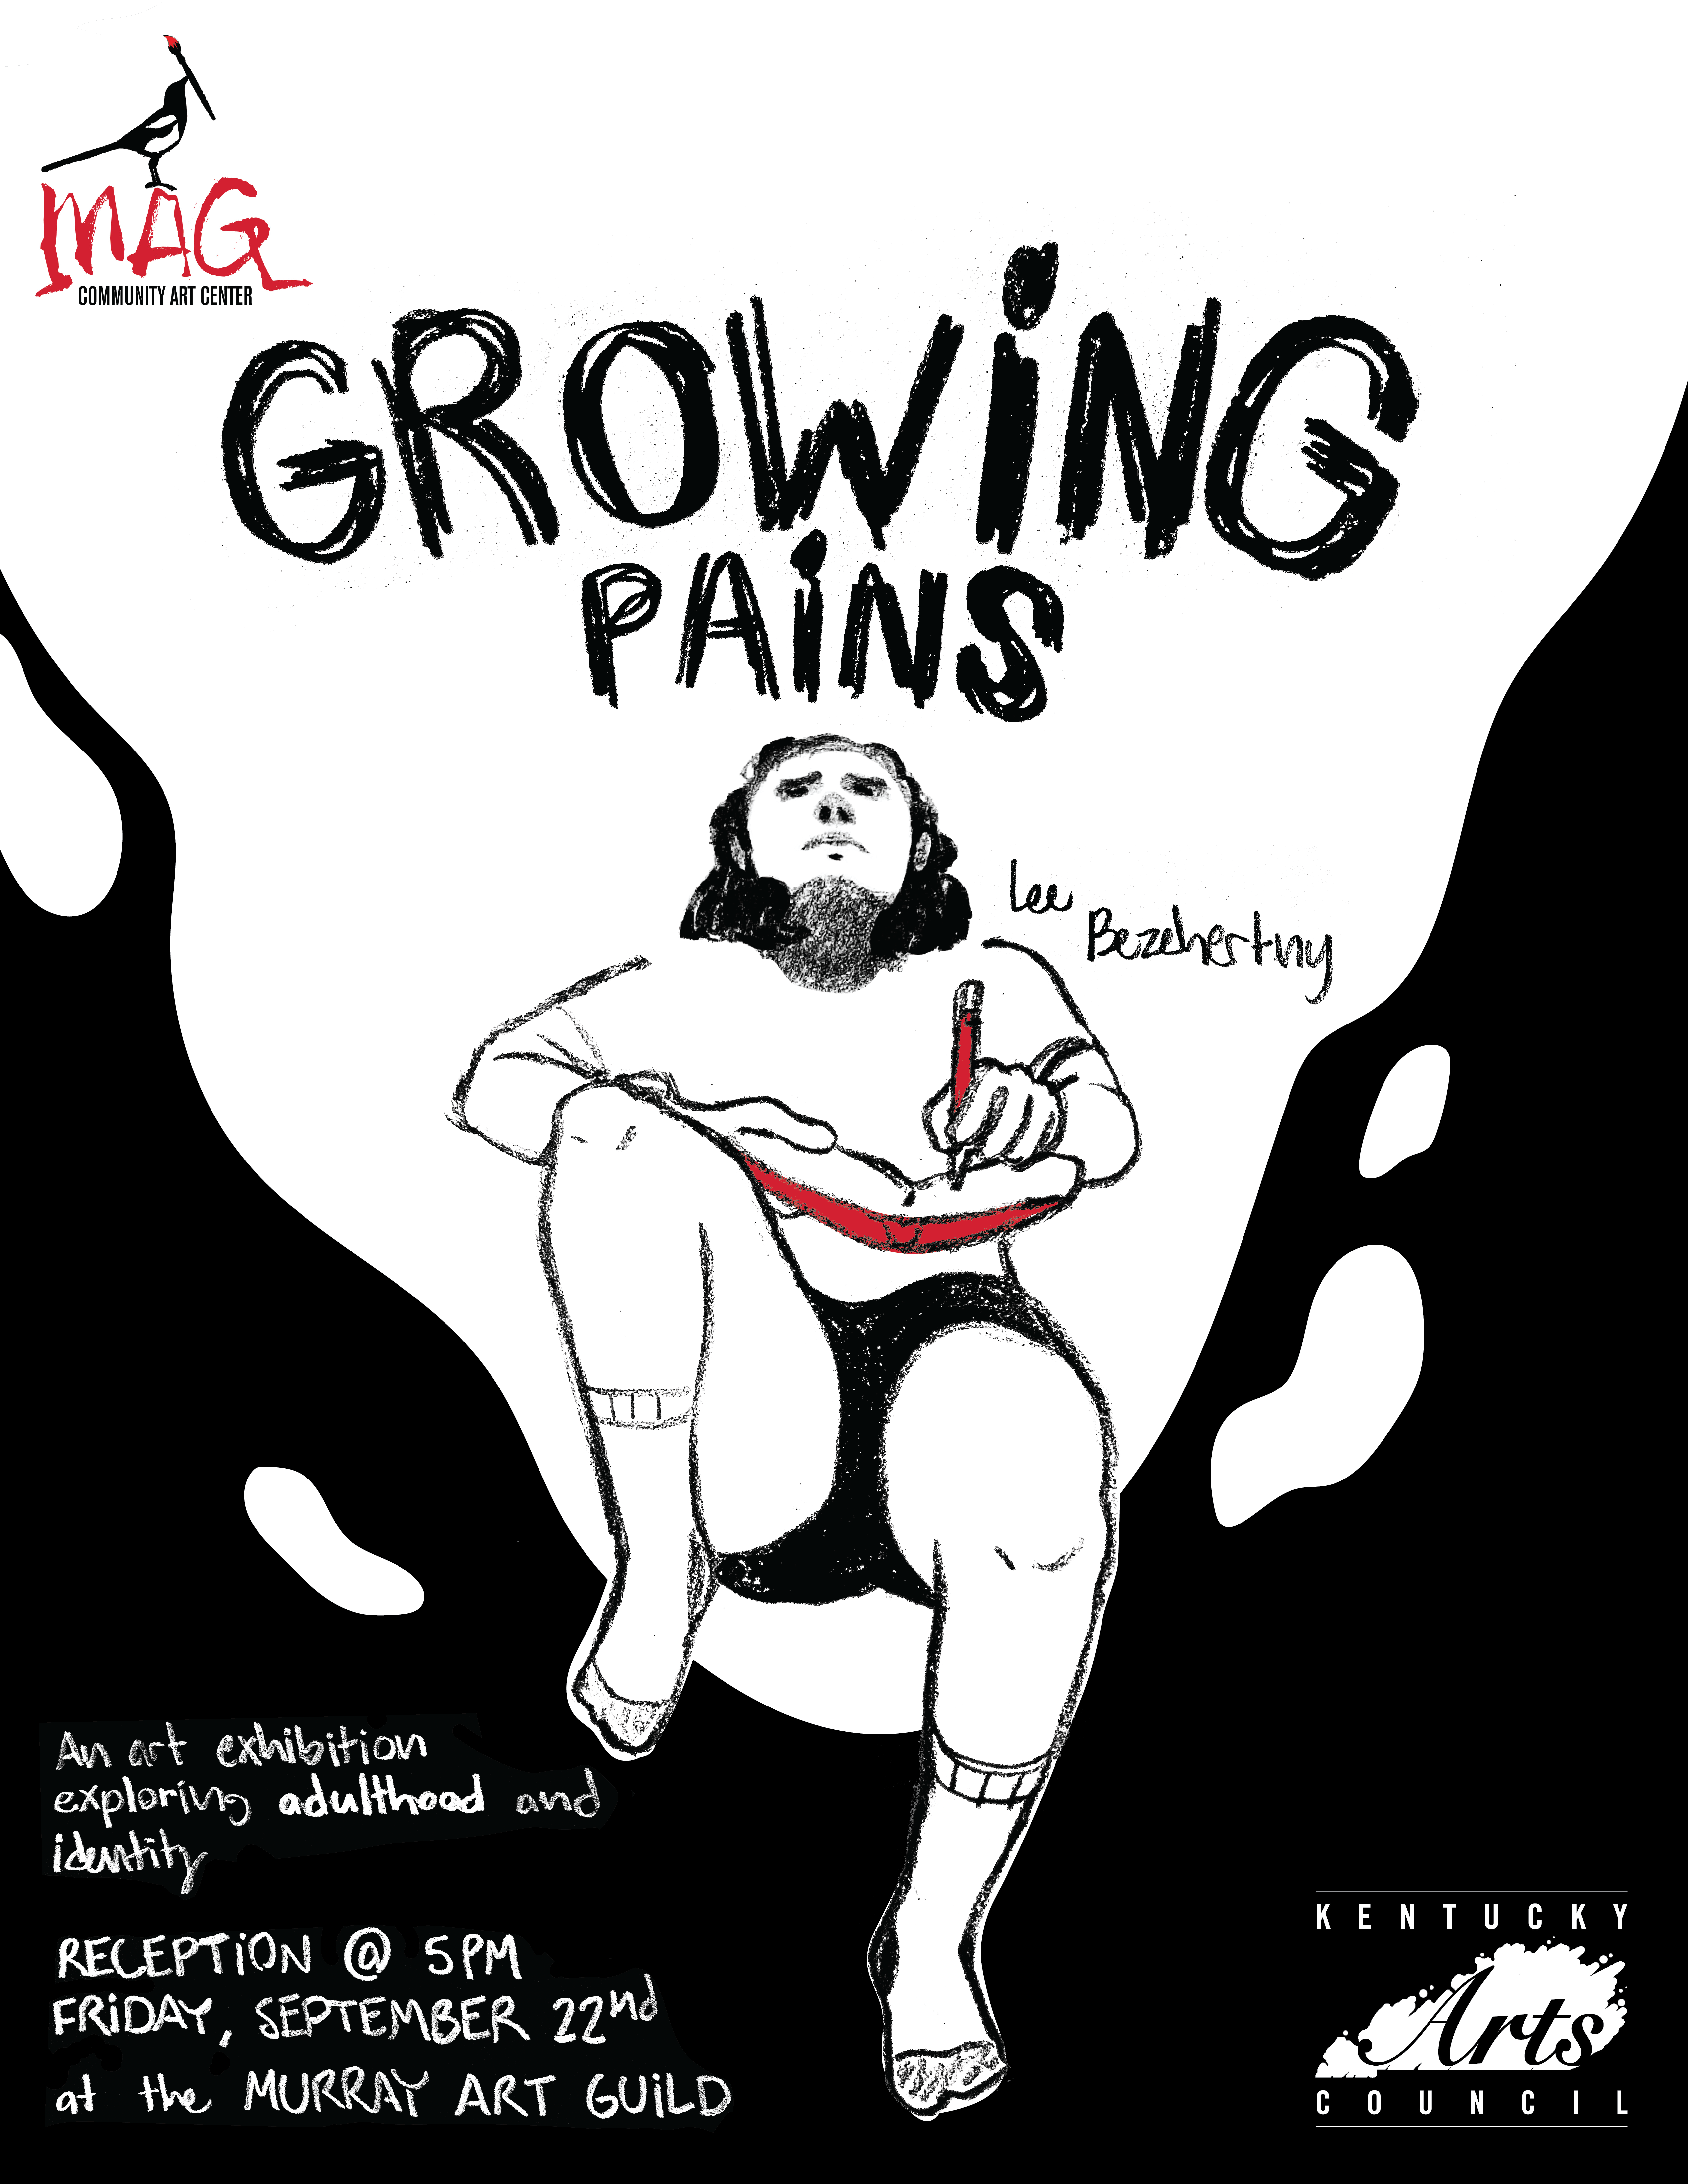 MAG
COMMUNITY ART CENTER
GROWiNG
PAiNS
Lee
Bezchertny
An art exhibition
exploring adulthood and
identity
RECEPTiON @ 5PM
FRiDAY, SEPTEMBER 22nd
at the MURRAY ART GUiLD
KENTUCKY
Arts
COUNCIL